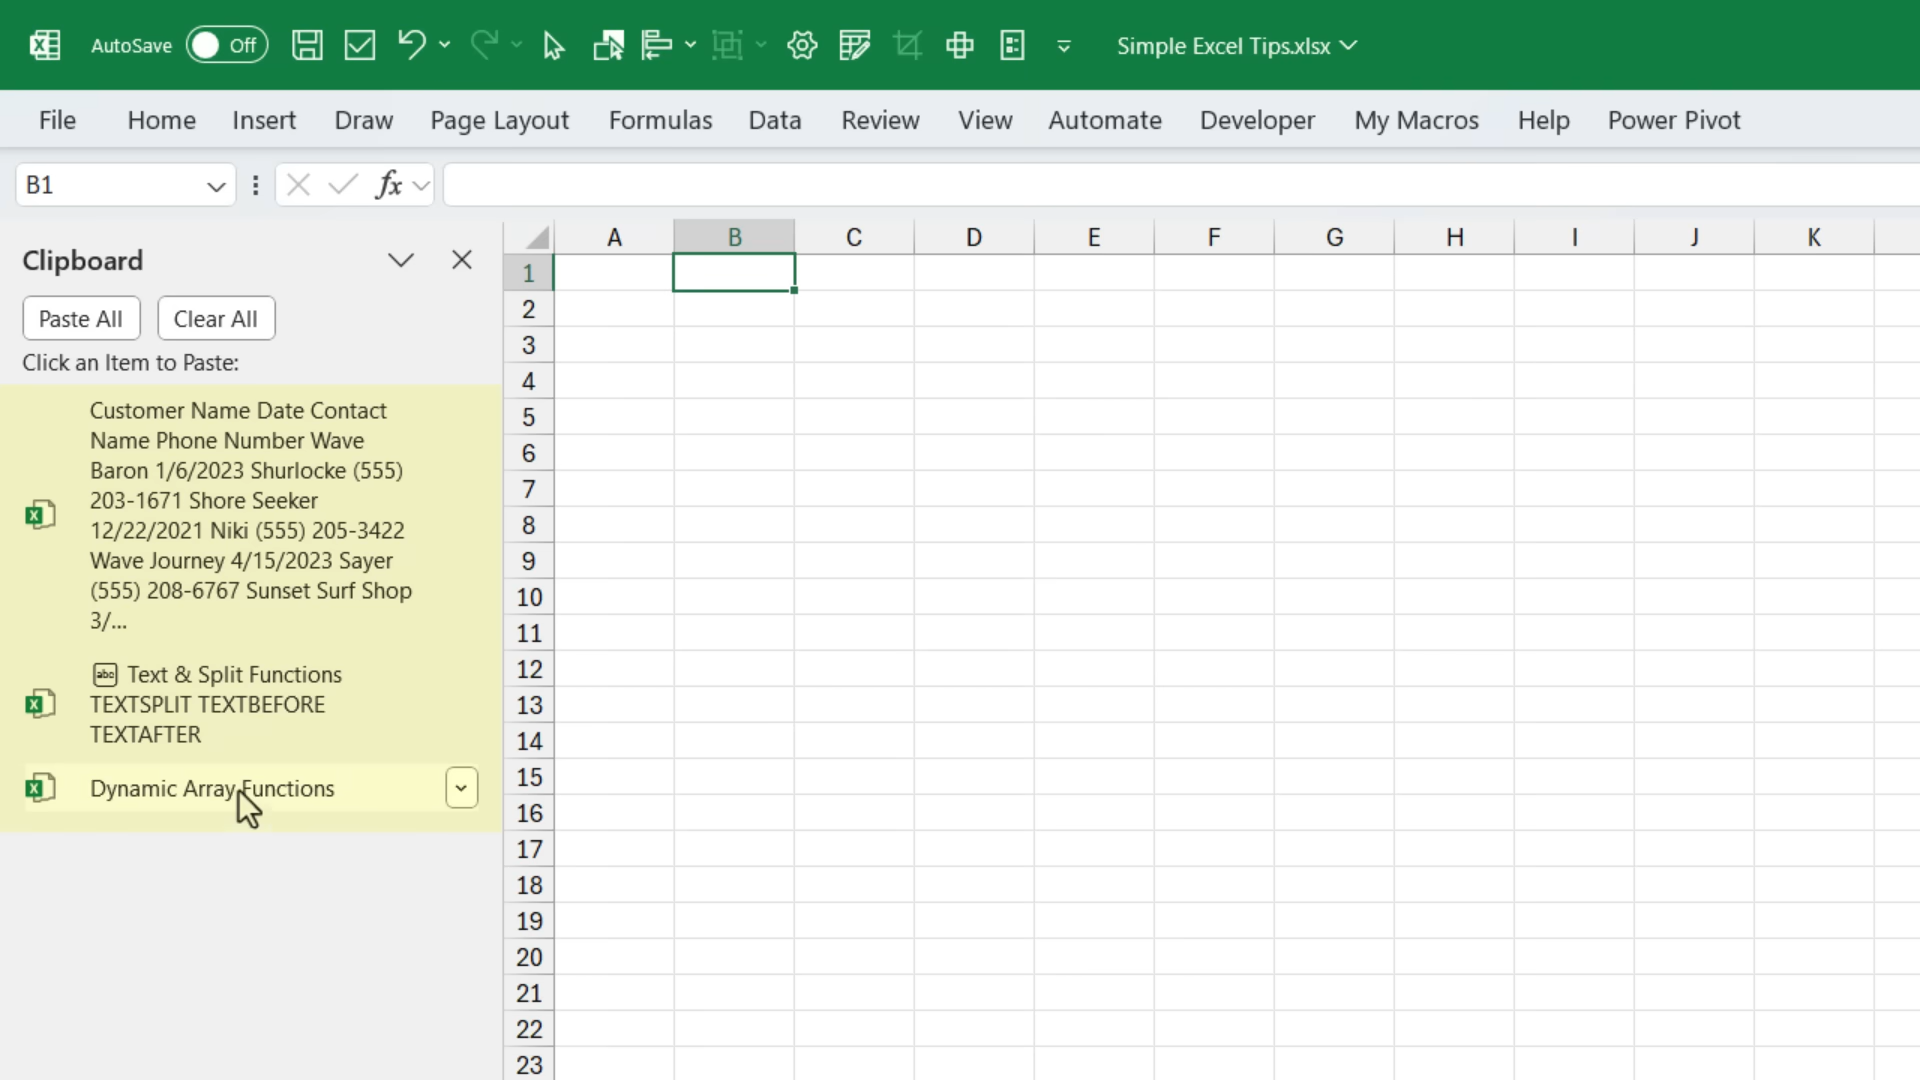 AutoSave Off Simple Excel Tips.xlsx
File Home Insert Draw Page Layout Formulas Data Review View Automate Developer My Macros Help Power Pivot
B1 fx
Clipboard
Paste All Clear All
Click an Item to Paste:
Customer Name Date Contact
Name Phone Number Wave
Baron 1/6/2023 Shurlocke (555)
203-1671 Shore Seeker
12/22/2021 Niki (555) 205-3422
Wave Journey 4/15/2023 Sayer
(555) 208-6767 Sunset Surf Shop
3/...
abc Text & Split Functions
TEXTSPLIT TEXTBEFORE
TEXTAFTER
Dynamic Array Functions
A B C D E F G H I J K
1
2
3
4
5
6
7
8
9
10
11
12
13
14
15
16
17
18
19
20
21
22
23